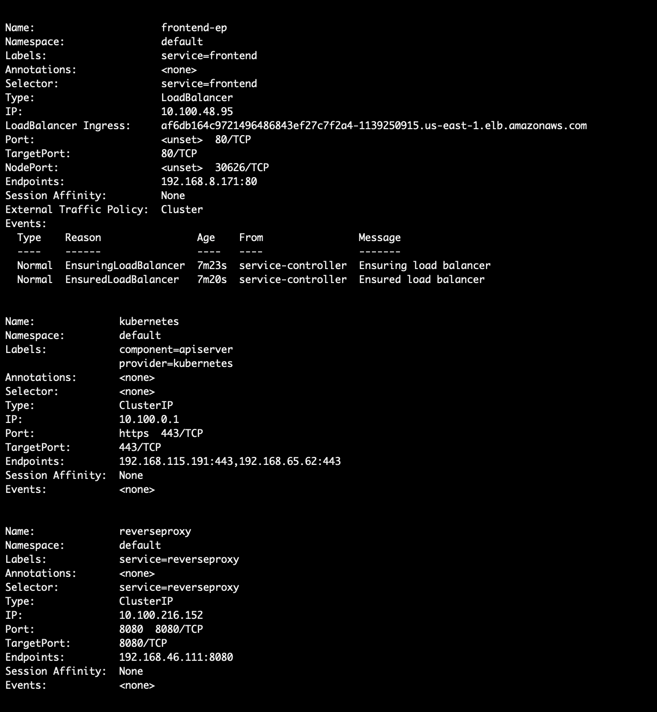 Name:                     frontend-ep
Namespace:                default
Labels:                   service=frontend
Annotations:              <none>
Selector:                 service=frontend
Type:                     LoadBalancer
IP:                       10.100.48.95
LoadBalancer Ingress:     af6db164c9721496486843ef27c7f2a4-1139250915.us-east-1.elb.amazonaws.com
Port:                     <unset>  80/TCP
TargetPort:               80/TCP
NodePort:                 <unset>  30626/TCP
Endpoints:                192.168.8.171:80
Session Affinity:         None
External Traffic Policy:  Cluster
Events:
  Type    Reason                Age    From                Message
  ----    ------                ----   ----                -------
  Normal  EnsuringLoadBalancer  7m23s  service-controller  Ensuring load balancer
  Normal  EnsuredLoadBalancer   7m20s  service-controller  Ensured load balancer
Name:              kubernetes
Namespace:         default
Labels:            component=apiserver
                   provider=kubernetes
Annotations:       <none>
Selector:          <none>
Type:              ClusterIP
IP:                10.100.0.1
Port:              https  443/TCP
TargetPort:        443/TCP
Endpoints:         192.168.115.191:443,192.168.65.62:443
Session Affinity:  None
Events:            <none>
Name:              reverseproxy
Namespace:         default
Labels:            service=reverseproxy
Annotations:       <none>
Selector:          service=reverseproxy
Type:              ClusterIP
IP:                10.100.216.152
Port:              8080  8080/TCP
TargetPort:        8080/TCP
Endpoints:         192.168.46.111:8080
Session Affinity:  None
Events:            <none>